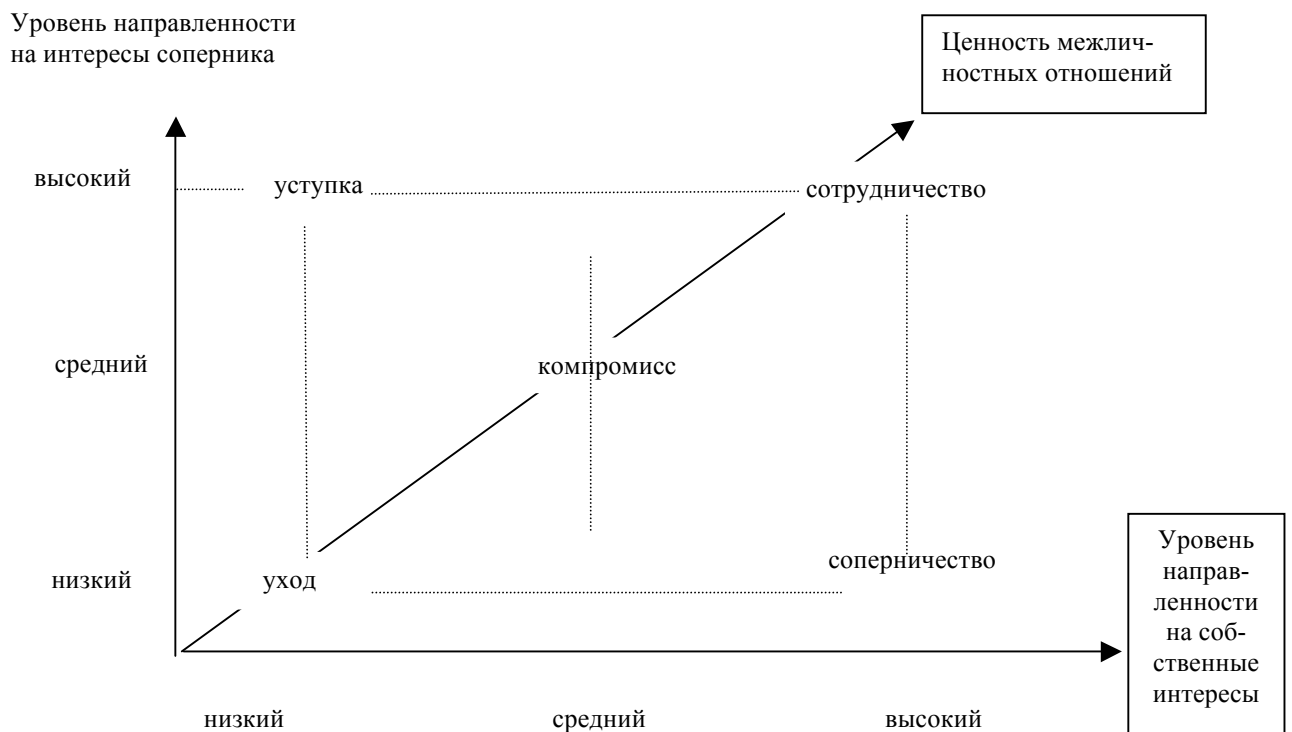 Уровень направленности
на интересы соперника
Ценность межлич-
ностных отношений
высокий
уступка
сотрудничество
средний
компромисс
низкий
уход
соперничество
Уровень
направ-
ленности
на соб-
ственные
интересы
низкий
средний
высокий